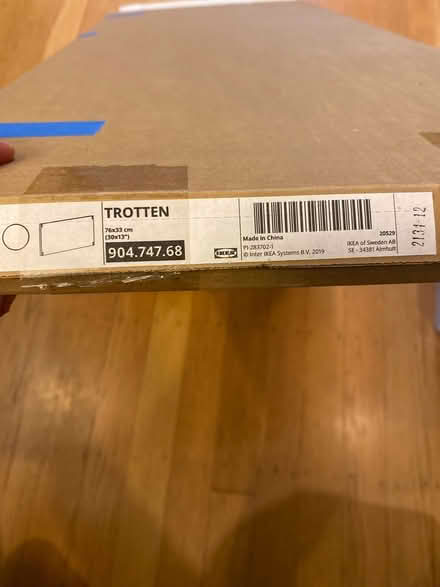 TROTTEN
76x33 cm
(30x13")
904.747.68
IKEA
Made in China
PI-283702-1
© Inter IKEA Systems B.V. 2019
20529
IKEA of Sweden AB
SE - 34381 Älmhult
2131 12